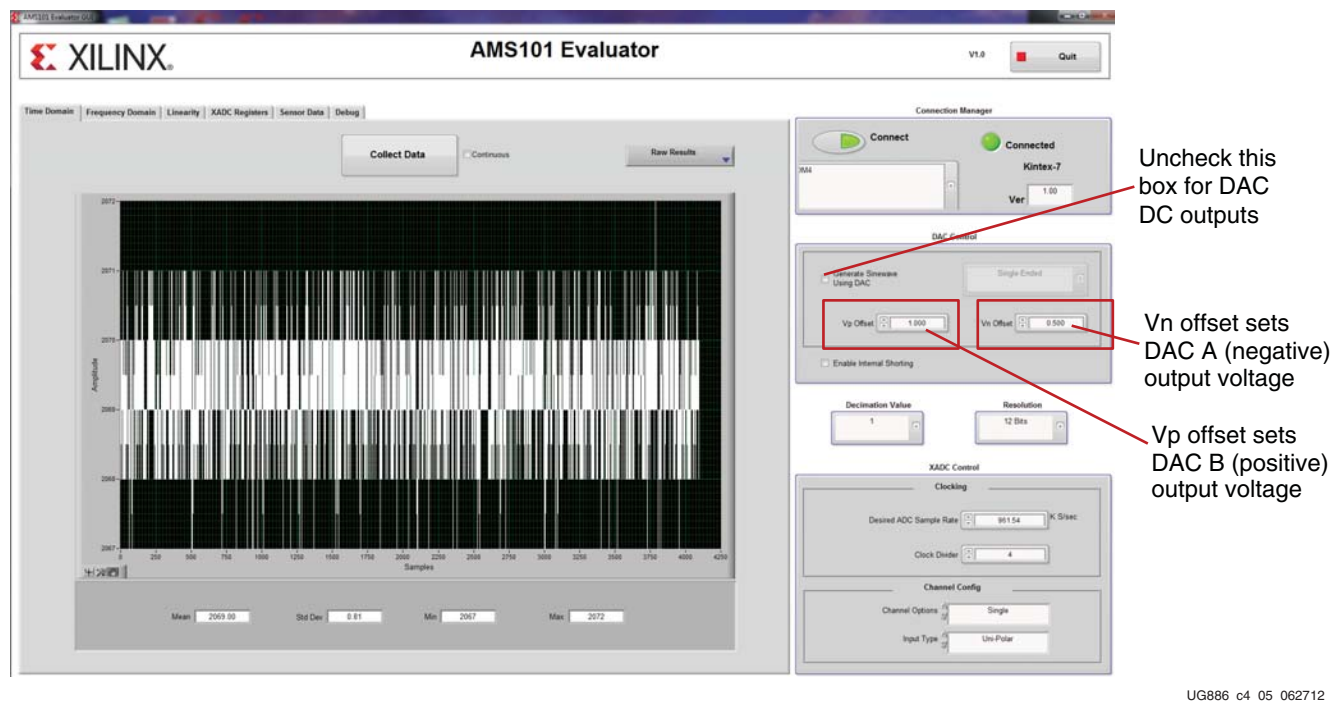 AMS101 Evaluator GUI
XILINX.
AMS101 Evaluator
V1.0
Quit
Time Domain
Frequency Domain
Linearity
XADC Registers
Sensor Data
Debug
Collect Data
Continuous
Raw Results
2072
2071
2070
2069
2068
2067
Amplitude
0 250 500 750 1000 1250 1500 1750 2000 2250 2500 2750 3000 3250 3500 3750 4000 4250
Samples
Mean 2069.00
Std Dev 0.61
Min 2067
Max 2072
Connection Manager
Connect
Connected
Kintex-7
Ver 1.00
DAC Control
Generate Sinewave
Using DAC
Single-Ended
Vp Offset 1.000
Vn Offset 0.500
Enable Internal Shorting
Decimation Value
1
Resolution
12 Bits
XADC Control
Clocking
Desired ADC Sample Rate 961.54 K S/sec
Clock Divider 4
Channel Config
Channel Options Single
Input Type Uni-Polar
Uncheck this
box for DAC
DC outputs
Vn offset sets
DAC A (negative)
output voltage
Vp offset sets
DAC B (positive)
output voltage
UG886_c4_05_062712